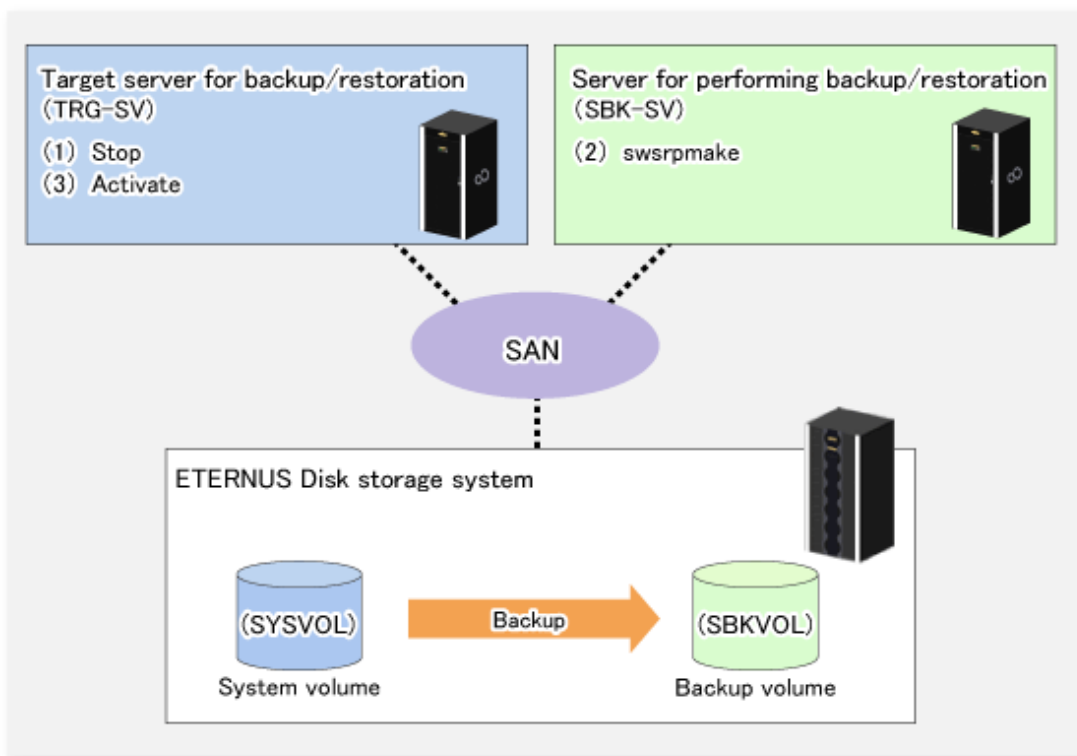 Target server for backup/restoration
(TRG-SV)
(1) Stop
(3) Activate
Server for performing backup/restoration
(SBK-SV)
(2) swsrpmake
SAN
ETERNUS Disk storage system
(SYSVOL)
System volume
Backup
(SBKVOL)
Backup volume